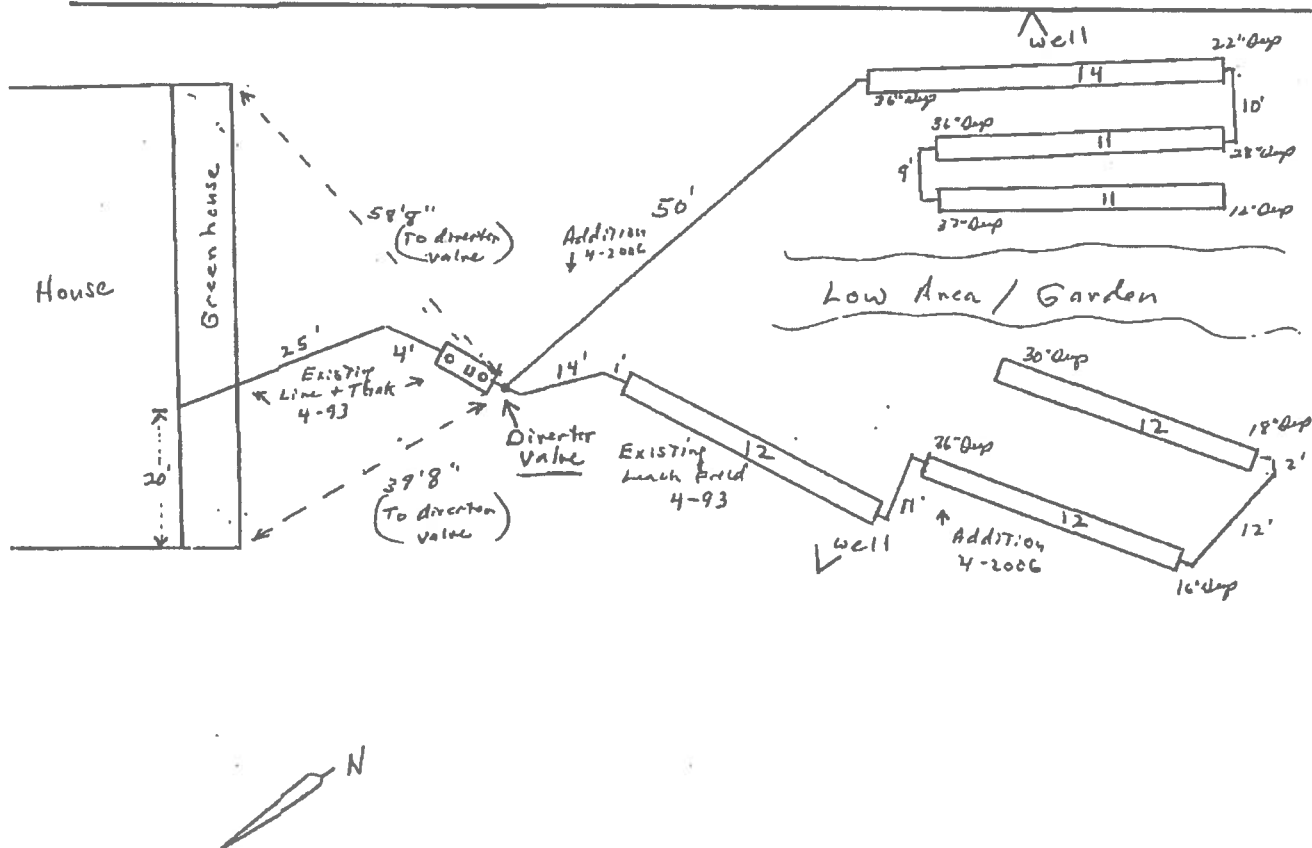 well
22" Deep
14
36" Deep
10'
36" Deep
11
28" Deep
9'
11
37" Deep
12" Deep
House
Greenhouse
58'8"
(To diverter
valve)
Addition
4-2006
50'
Low Area / Garden
25'
4'
Existing
Line + Tank
4-93
20'
14'
1'
Diverter
Valve
39'8"
(To diverter
valve)
12
Existing
Leach Field
4-93
11'
well
30" Deep
12
18" Deep
2'
12'
36" Deep
12
Addition
4-2006
16" Deep
N